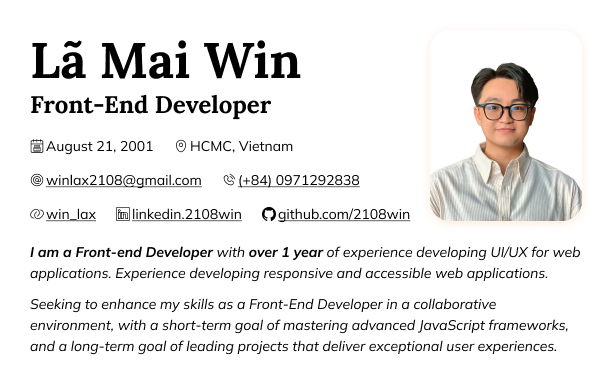 Lã Mai Win
Front-End Developer
August 21, 2001 HCMC, Vietnam
winlax2108@gmail.com (+84) 0971292838
win_lax linkedin.2108win github.com/2108win
I am a Front-end Developer with over 1 year of experience developing UI/UX for web
applications. Experience developing responsive and accessible web applications.
Seeking to enhance my skills as a Front-End Developer in a collaborative
environment, with a short-term goal of mastering advanced JavaScript frameworks,
and a long-term goal of leading projects that deliver exceptional user experiences.